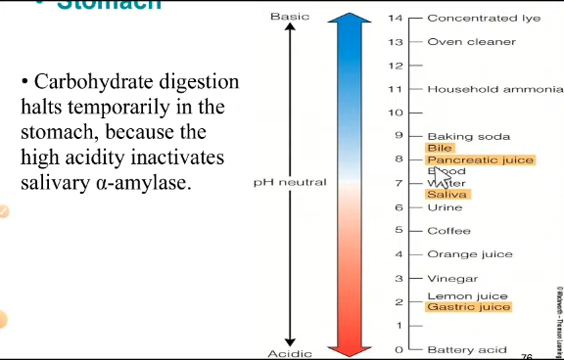 • Stomach
• Carbohydrate digestion
halts temporarily in the
stomach, because the
high acidity inactivates
salivary α-amylase.
Basic
pH neutral
Acidic
14 Concentrated lye
13 Oven cleaner
12
11 Household ammonia
10
9 Baking soda
Bile
8 Pancreatic juice
Blood
7 Water
Saliva
6 Urine
5 Coffee
4 Orange juice
3 Vinegar
Lemon juice
2 Gastric juice
1
0 Battery acid
76